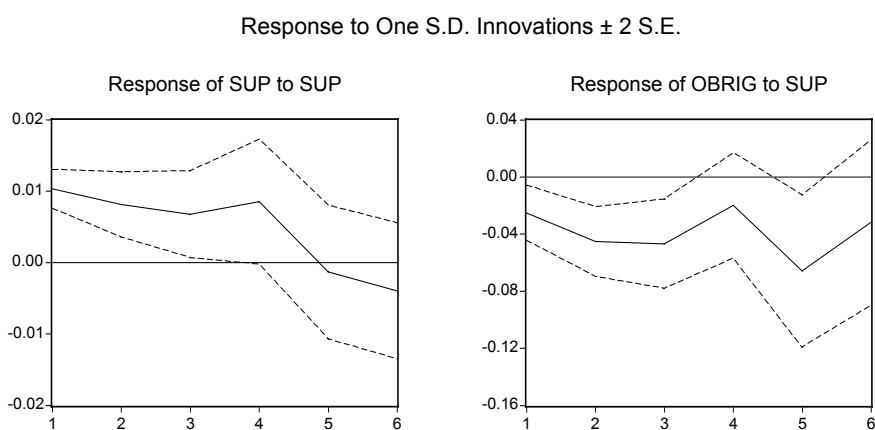 Response to One S.D. Innovations ± 2 S.E.
Response of SUP to SUP
0.02
0.01
0.00
-0.01
-0.02
1 2 3 4 5 6
Response of OBRIG to SUP
0.04
0.00
-0.04
-0.08
-0.12
-0.16
1 2 3 4 5 6